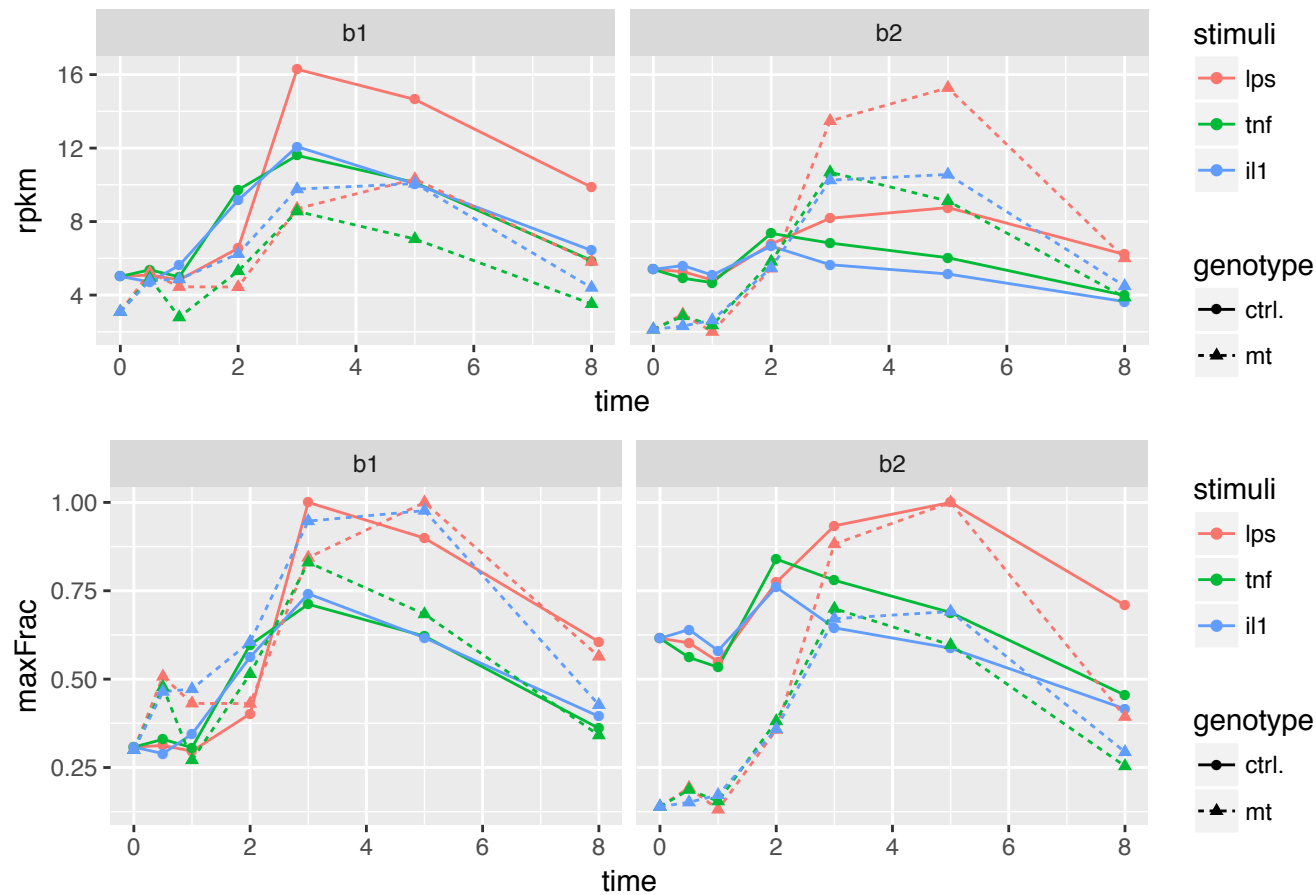 b1 b2
16
12
8
4
rpkm
0 2 4 6 8 0 2 4 6 8
time
stimuli
lps
tnf
il1
genotype
ctrl.
mt
b1 b2
1.00
0.75
0.50
0.25
maxFrac
0 2 4 6 8 0 2 4 6 8
time
stimuli
lps
tnf
il1
genotype
ctrl.
mt